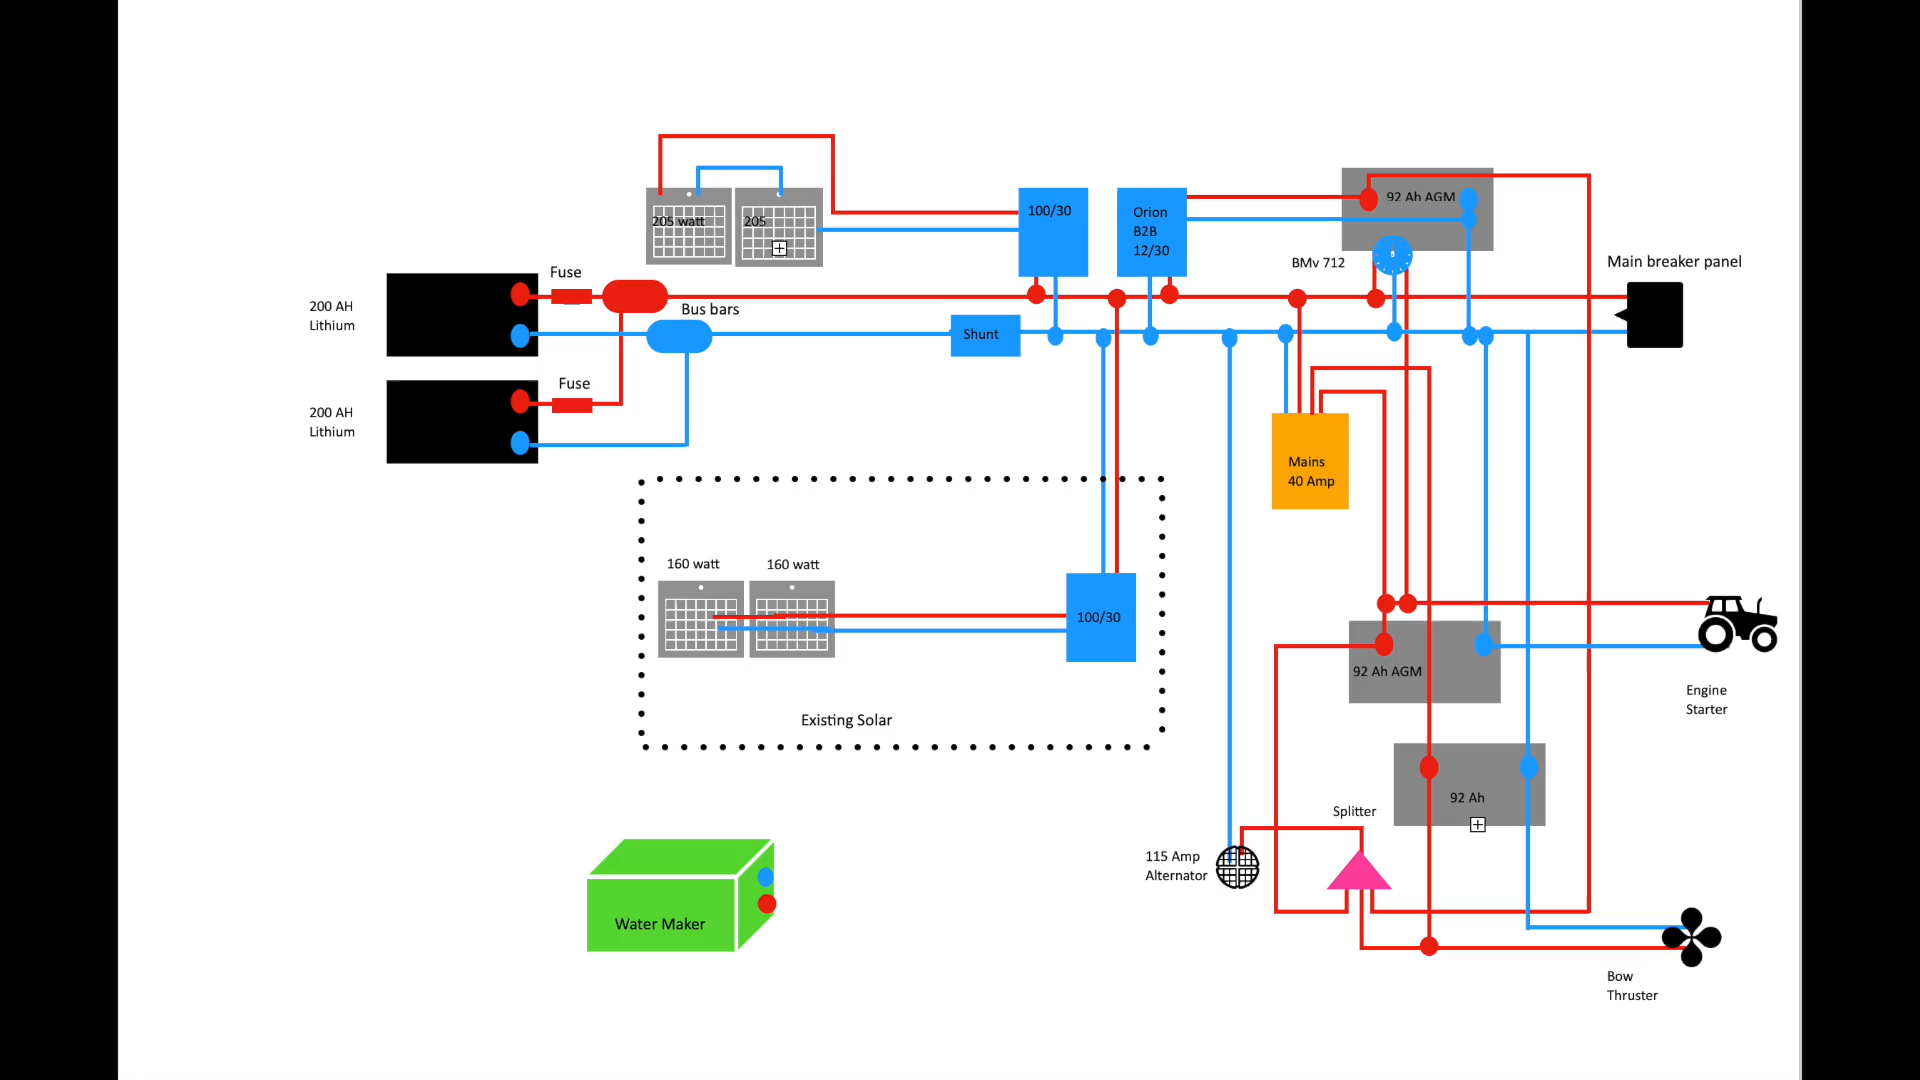 205 watt
205
100/30
Orion
B2B
12/30
92 Ah AGM
BMv 712
Main breaker panel
Fuse
200 AH
Lithium
Bus bars
Shunt
Fuse
200 AH
Lithium
Mains
40 Amp
160 watt
160 watt
100/30
Existing Solar
92 Ah AGM
Engine
Starter
92 Ah
Splitter
115 Amp
Alternator
Water Maker
Bow
Thruster